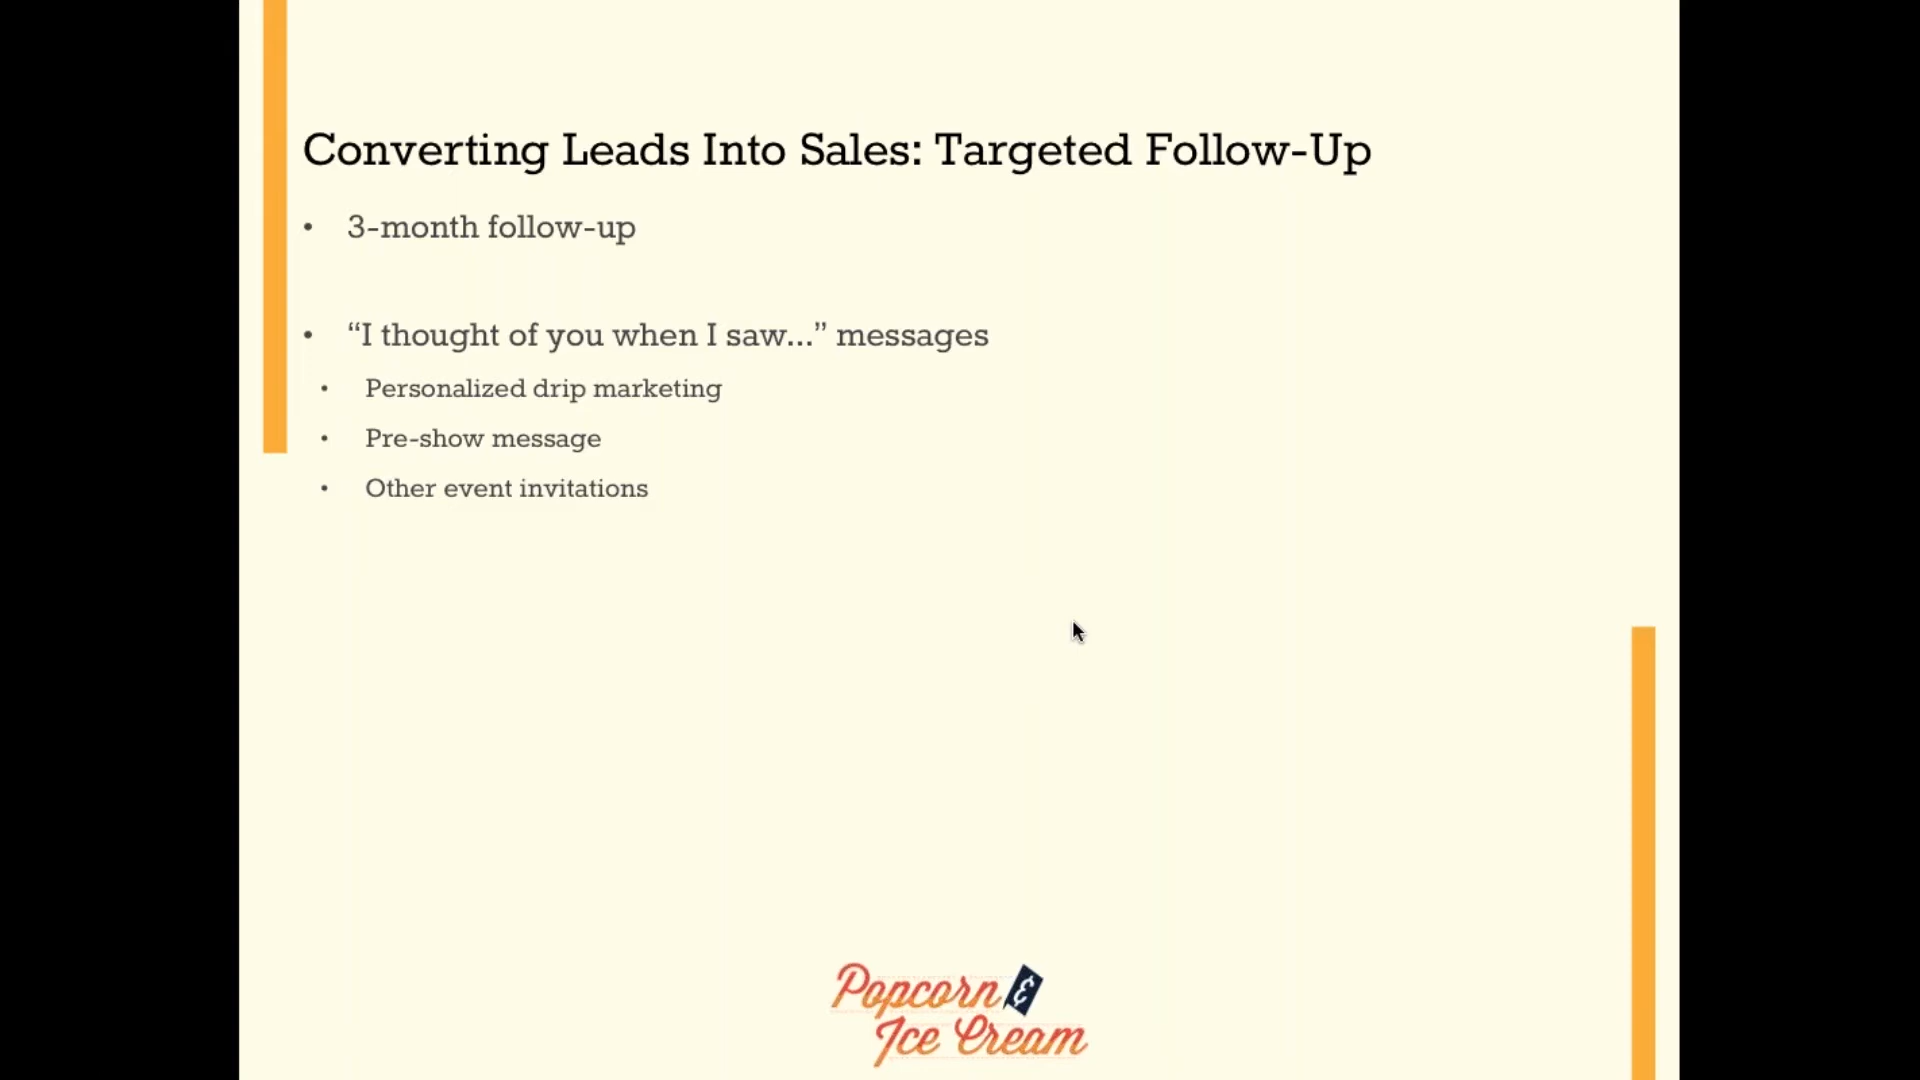 Converting Leads Into Sales: Targeted Follow-Up
• 3-month follow-up
• “I thought of you when I saw...” messages
• Personalized drip marketing
• Pre-show message
• Other event invitations
Popcorn &
Ice Cream